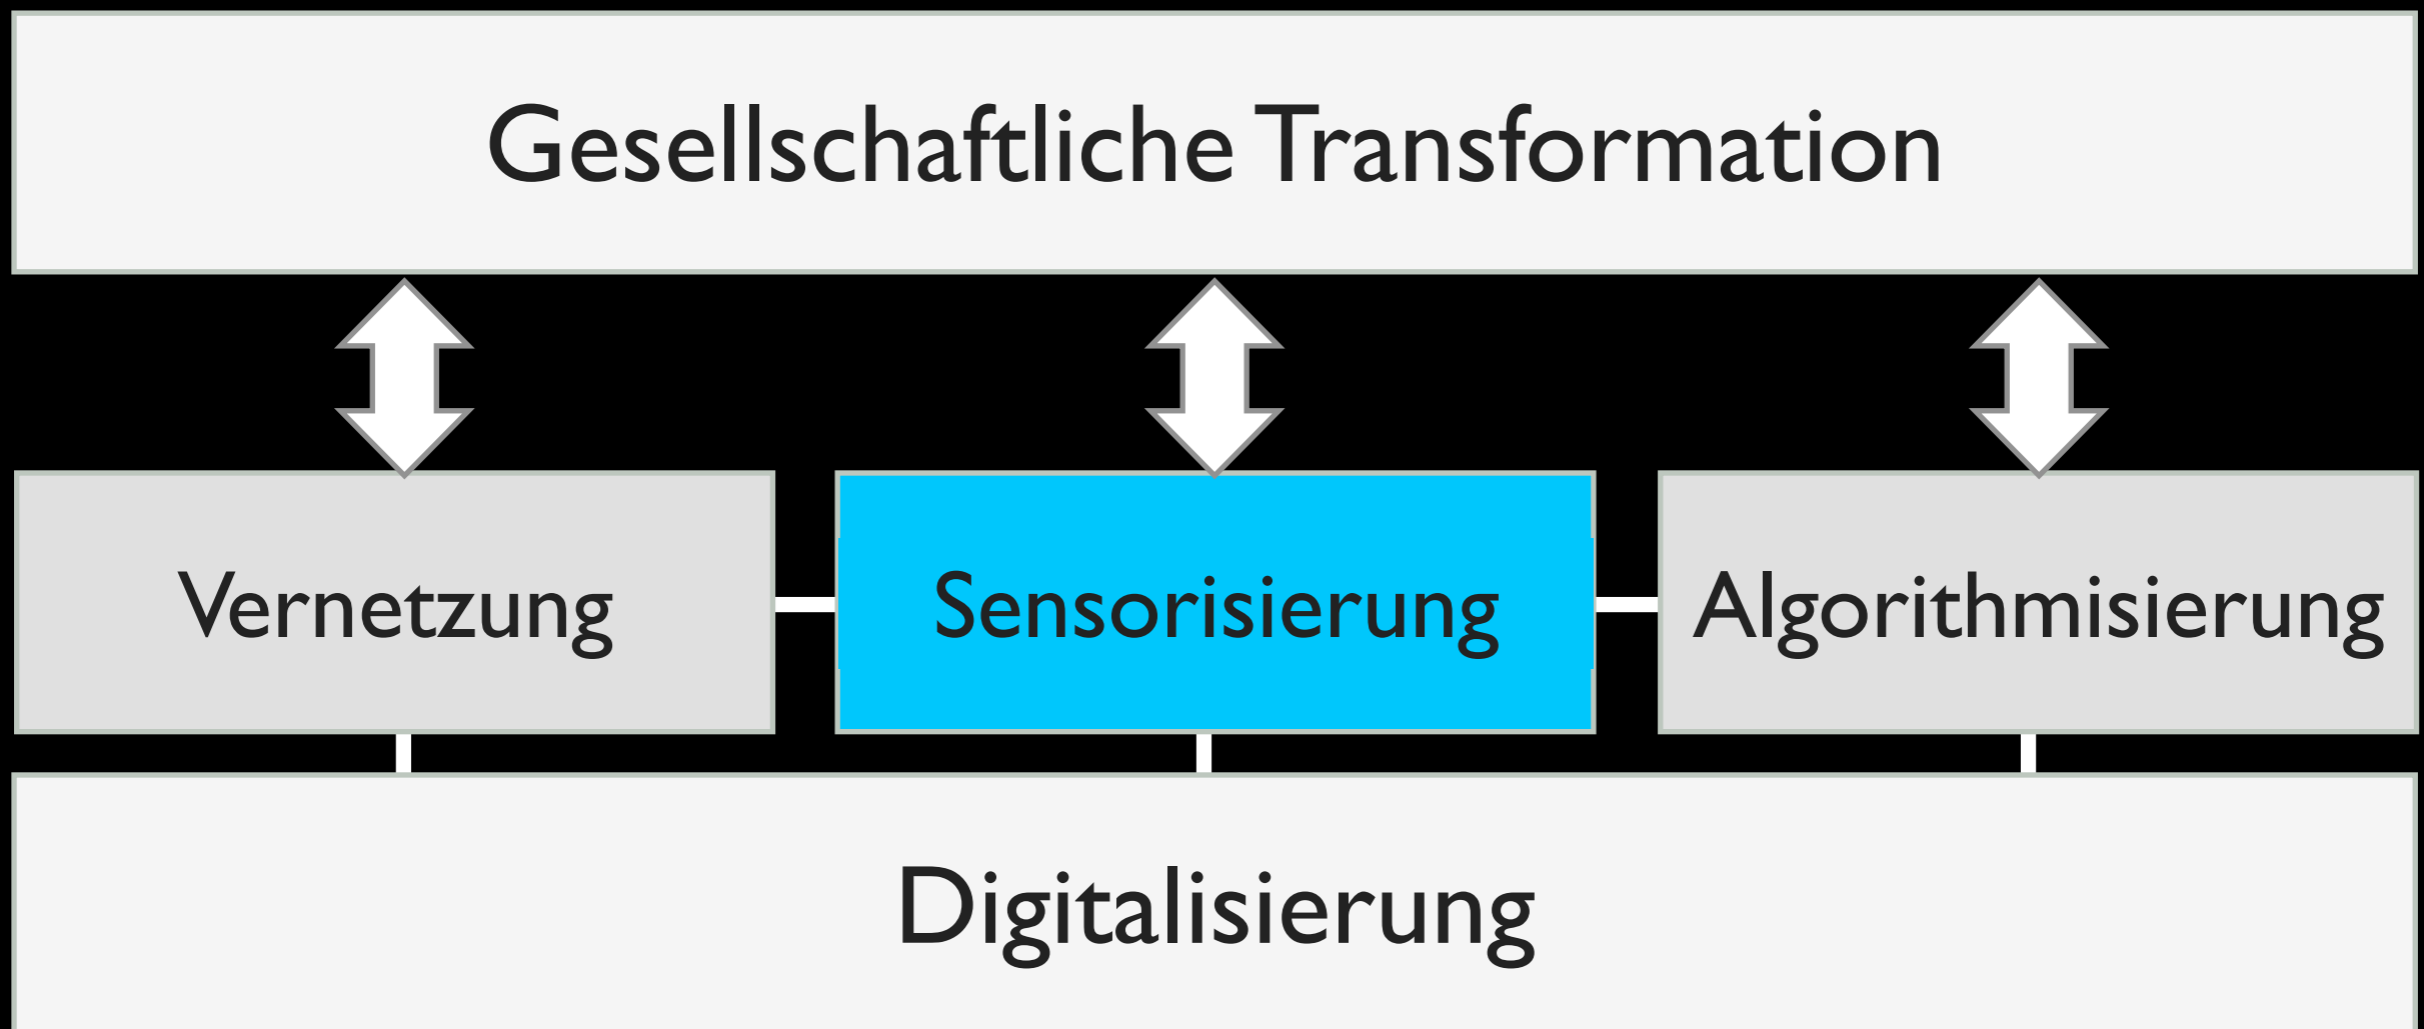 Gesellschaftliche Transformation
Vernetzung
Sensorisierung
Algorithmisierung
Digitalisierung